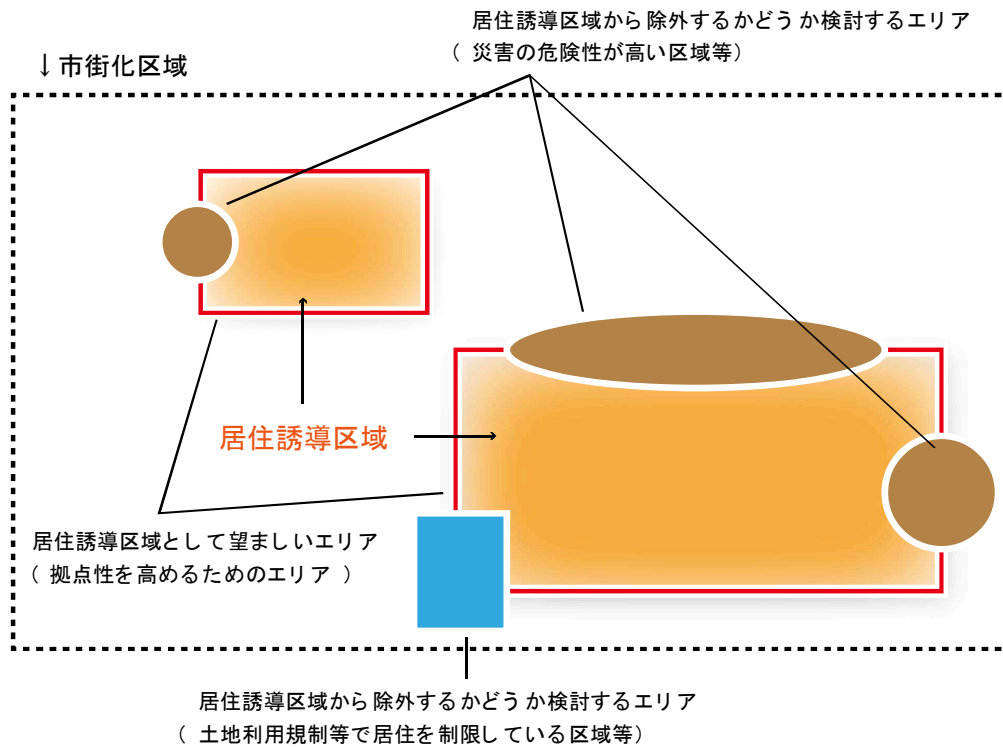 居住誘導区域から除外するかどうか検討するエリア
（ 災害の危険性が高い区域等）
↓市街化区域
居住誘導区域
居住誘導区域として望ましいエリア
（ 拠点性を高めるためのエリア ）
居住誘導区域から除外するかどうか検討するエリア
（ 土地利用規制等で居住を制限している区域等）